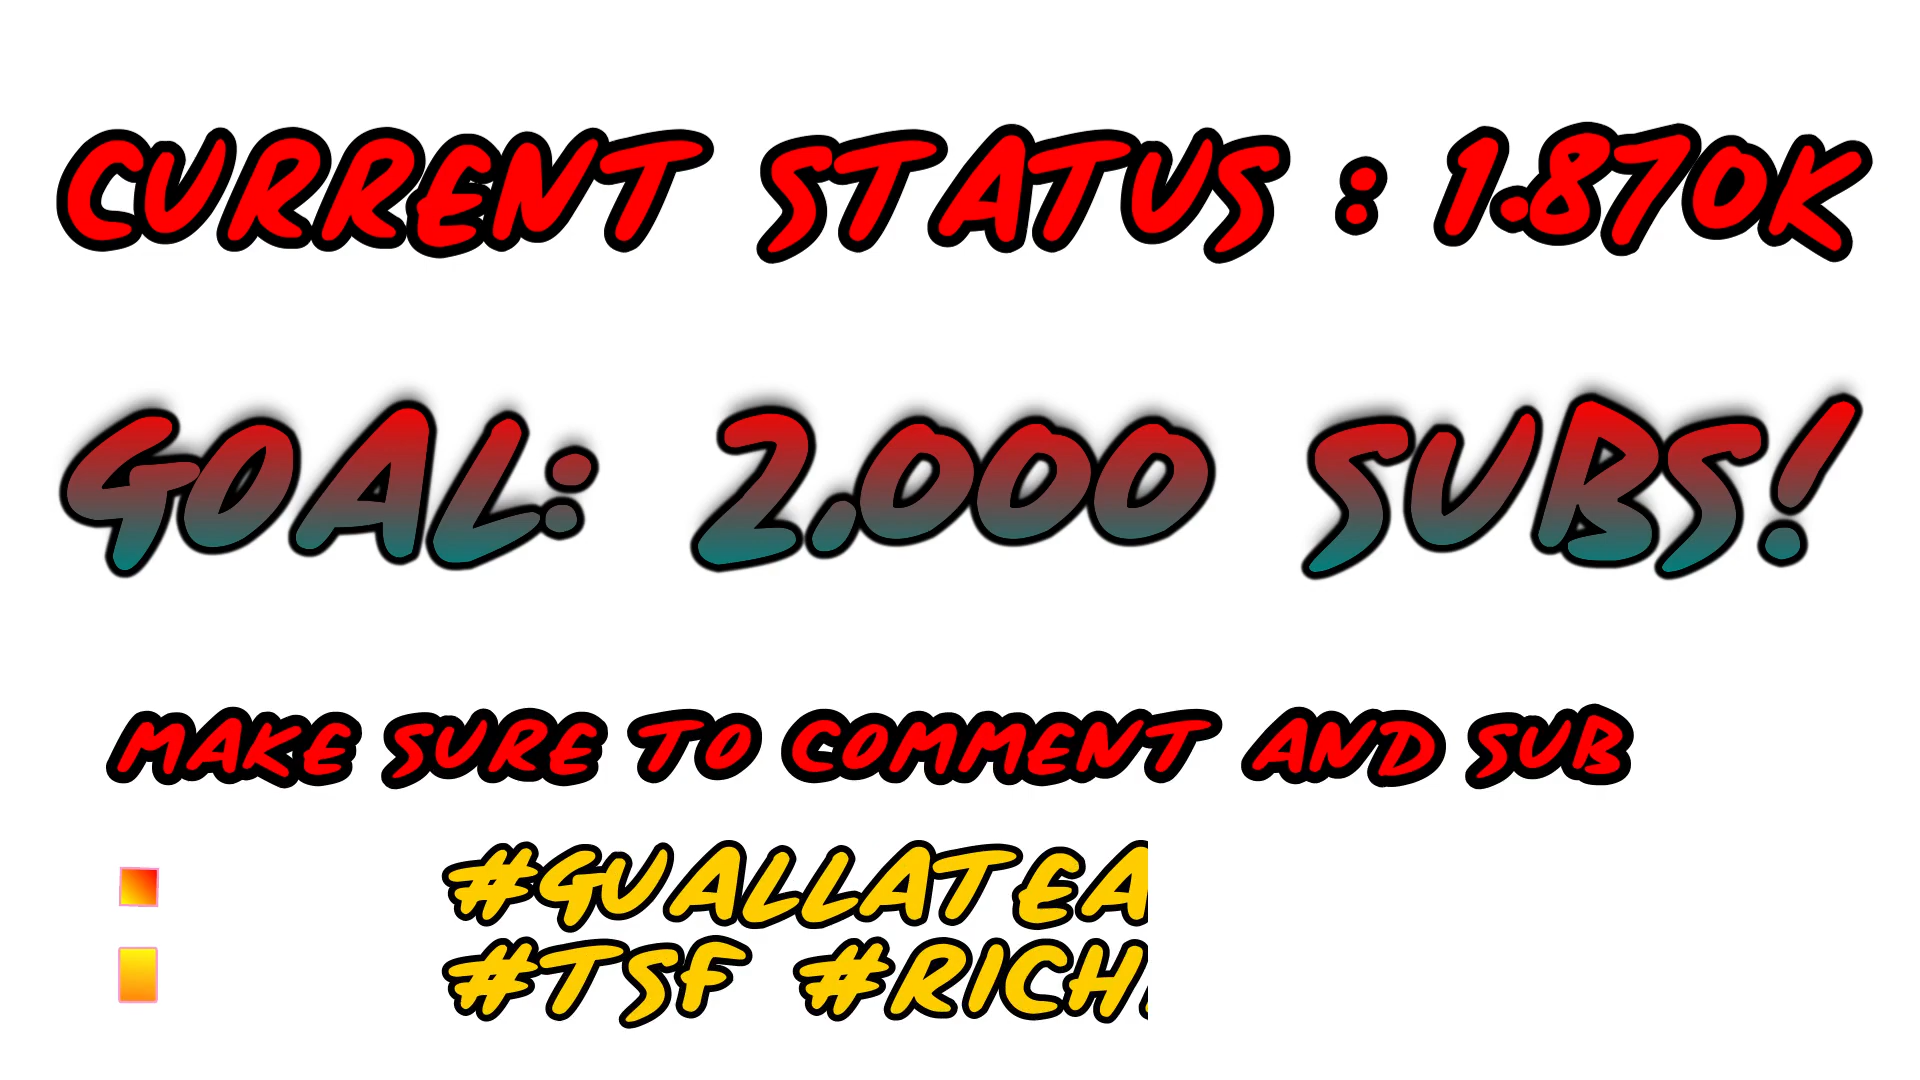 CURRENT STATUS : 1.870K
GOAL: 2,000 SUBS!
MAKE SURE TO COMMENT AND SUB
#GUALLATEA
#TSF #RICH